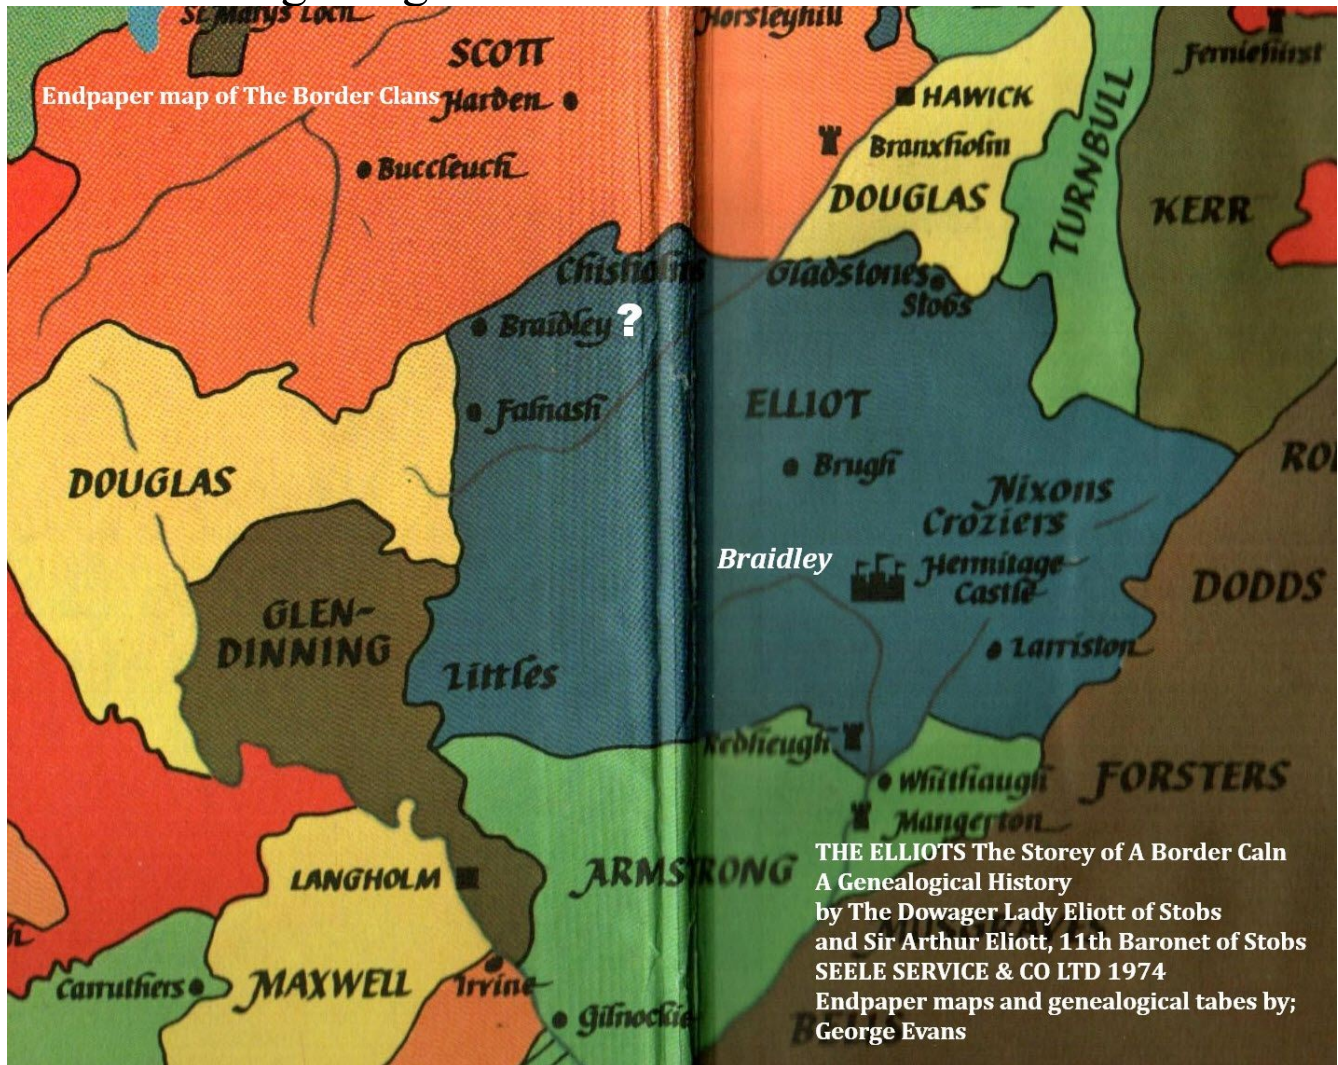 St. Marys Loch
Horsleyhill
Ferniehirst
SCOTT
Endpaper map of The Border Clans
Harden
HAWICK
Buccleuch
Branxholm
DOUGLAS
TURNBULL
KERR
Chisholms
Gladstones
Stobs
Braidley ?
Falnash
ELLIOT
Brugh
DOUGLAS
Nixons
Croziers
Braidley
Hermitage
Castle
DODDS
GLEN-
DINNING
Larriston
Littles
Redheugh
Whithaugh
FORSTERS
Mangerton
LANGHOLM
ARMSTRONG
Carruthers
MAXWELL
Irvine
Gilnockie
MUSGRAVES
THE ELLIOTS The Storey of A Border Caln
A Genealogical History
by The Dowager Lady Eliott of Stobs
and Sir Arthur Eliott, 11th Baronet of Stobs
SEELE SERVICE & CO LTD 1974
Endpaper maps and genealogical tabes by;
George Evans